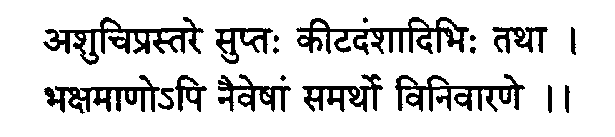 अशुचिप्रस्तरे सुप्तः कीटदंशादिभिः तथा ।
भक्षमाणोऽपि नैवेषां समर्थो विनिवारणे ।।